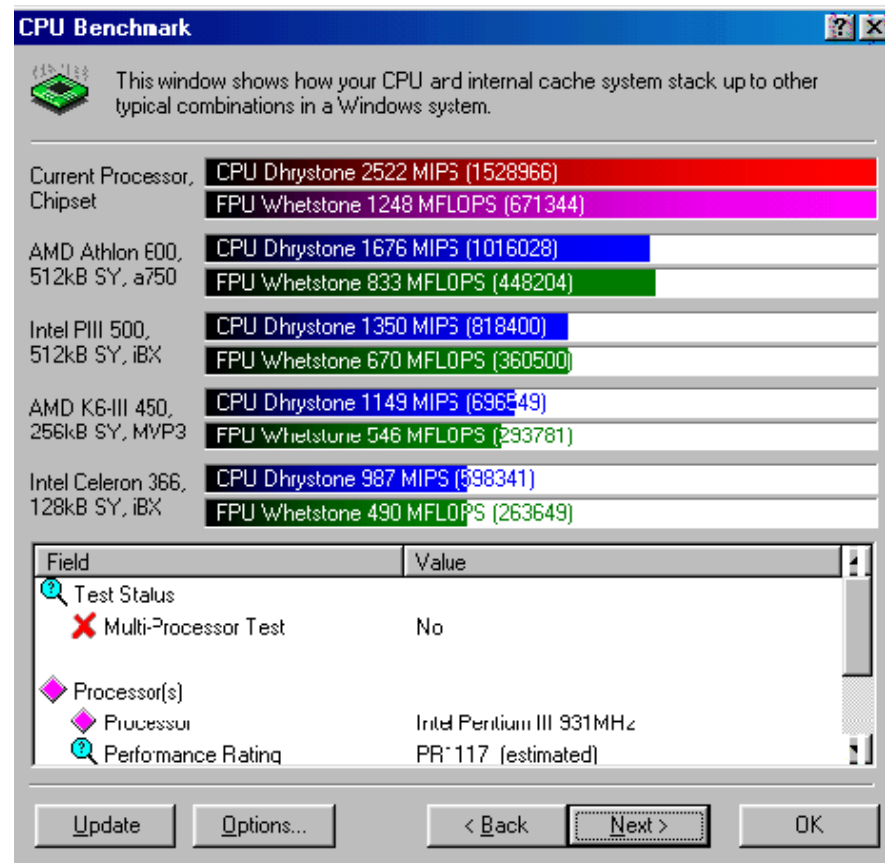 CPU Benchmark
This window shows how your CPU and internal cache system stack up to other
typical combinations in a Windows system.
Current Processor,
Chipset
CPU Dhrystone 2522 MIPS (1528966)
FPU Whetstone 1248 MFLOPS (671344)
AMD Athlon 600,
512kB SY, a750
CPU Dhrystone 1676 MIPS (1016028)
FPU Whetstone 833 MFLOPS (448204)
Intel PIII 500,
512kB SY, iBX
CPU Dhrystone 1350 MIPS (818400)
FPU Whetstone 670 MFLOPS (360500)
AMD K6-III 450,
256kB SY, MVP3
CPU Dhrystone 1149 MIPS (696549)
FPU Whetstone 546 MFLOPS (293781)
Intel Celeron 366,
128kB SY, iBX
CPU Dhrystone 987 MIPS (598341)
FPU Whetstone 490 MFLOPS (263649)
Field Value
Test Status
Multi-Processor Test No
Processor(s)
Processor Intel Pentium III 931MHz
Performance Rating PR1117 (estimated)
Update Options... < Back Next > OK